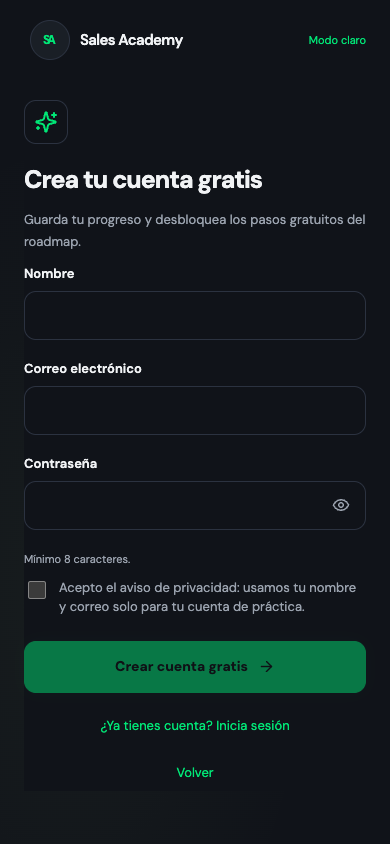 SA Sales Academy Modo claro
Crea tu cuenta gratis
Guarda tu progreso y desbloquea los pasos gratuitos del
roadmap.
Nombre
Correo electrónico
Contraseña
Mínimo 8 caracteres.
Acepto el aviso de privacidad: usamos tu nombre
y correo solo para tu cuenta de práctica.
Crear cuenta gratis
¿Ya tienes cuenta? Inicia sesión
Volver